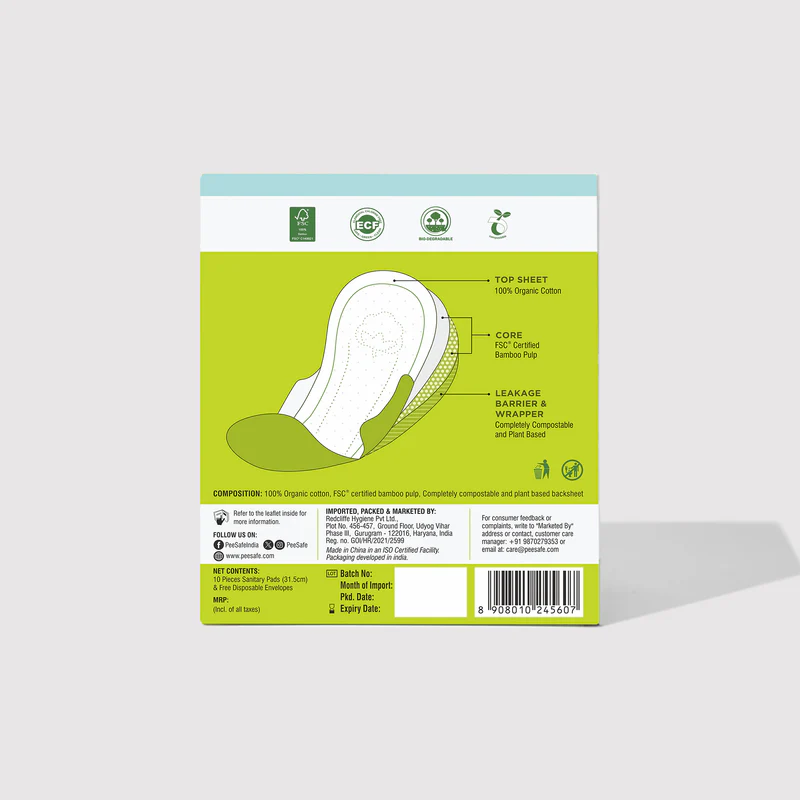 FSC
ECF
BIO-DEGRADABLE
TOP SHEET
100% Organic Cotton
CORE
FSC® Certified
Bamboo Pulp
LEAKAGE
BARRIER &
WRAPPER
Completely Compostable
and Plant Based
COMPOSITION: 100% Organic cotton, FSC® certified bamboo pulp, Completely compostable and plant based backsheet
Refer to the leaflet inside for
more information.
FOLLOW US ON:
PeeSafeIndia PeeSafe
www.peesafe.com
IMPORTED, PACKED & MARKETED BY:
Redcliffe Hygiene Pvt Ltd.,
Plot No. 456-457, Ground Floor, Udyog Vihar
Phase III, Gurugram - 122016, Haryana, India
Reg. no. GOI/HR/2021/2599
Made in China in an ISO Certified Facility.
Packaging developed in india.
For consumer feedback or
complaints, write to "Marketed By"
address or contact, customer care
manager: +91 9870279353 or
email at: care@peesafe.com
NET CONTENTS:
10 Pieces Sanitary Pads (31.5cm)
& Free Disposable Envelopes
MRP:
(Incl. of all taxes)
LOT Batch No:
Month of Import:
Pkd. Date:
Expiry Date:
8 908010 245607